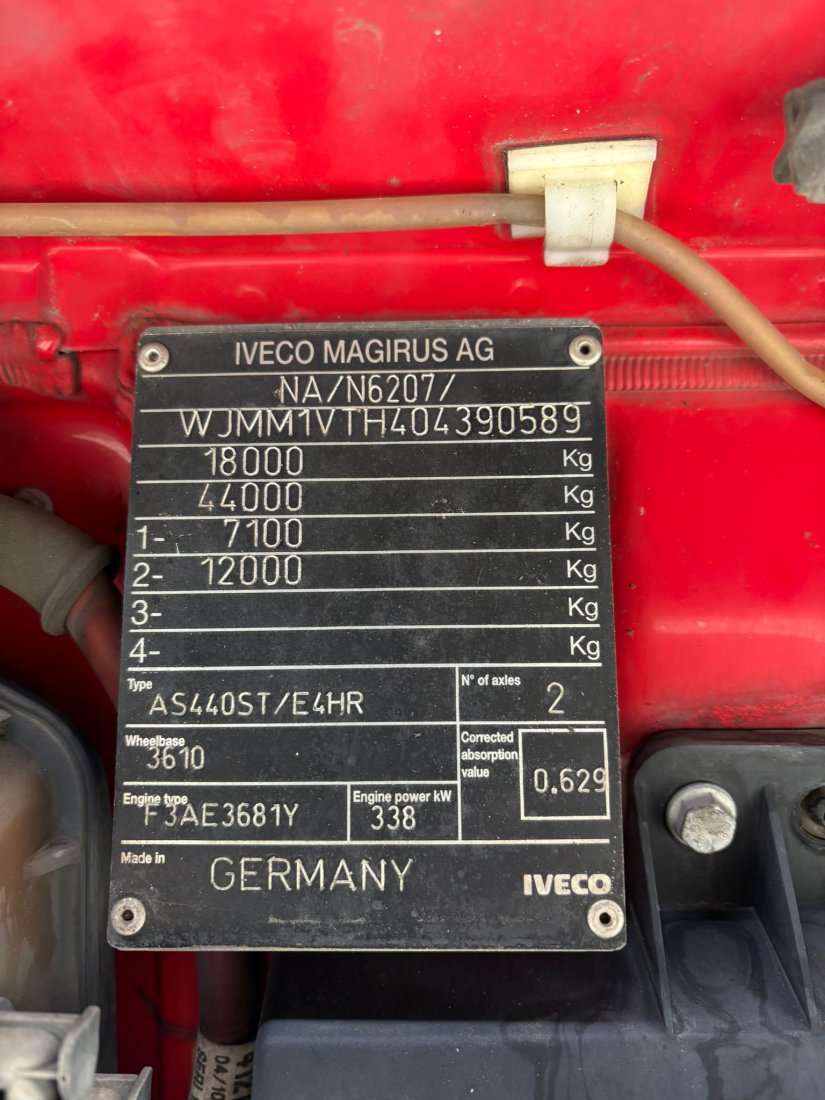 IVECO MAGIRUS AG
NA/N6207/
WJMM1VTH404390589
18000 Kg
44000 Kg
1- 7100 Kg
2- 12000 Kg
3- Kg
4- Kg
Type AS440ST/E4HR
N° of axles 2
Wheelbase 3610
Corrected absorption value 0.629
Engine type F3AE3681Y
Engine power kW 338
Made in GERMANY
IVECO
04/10